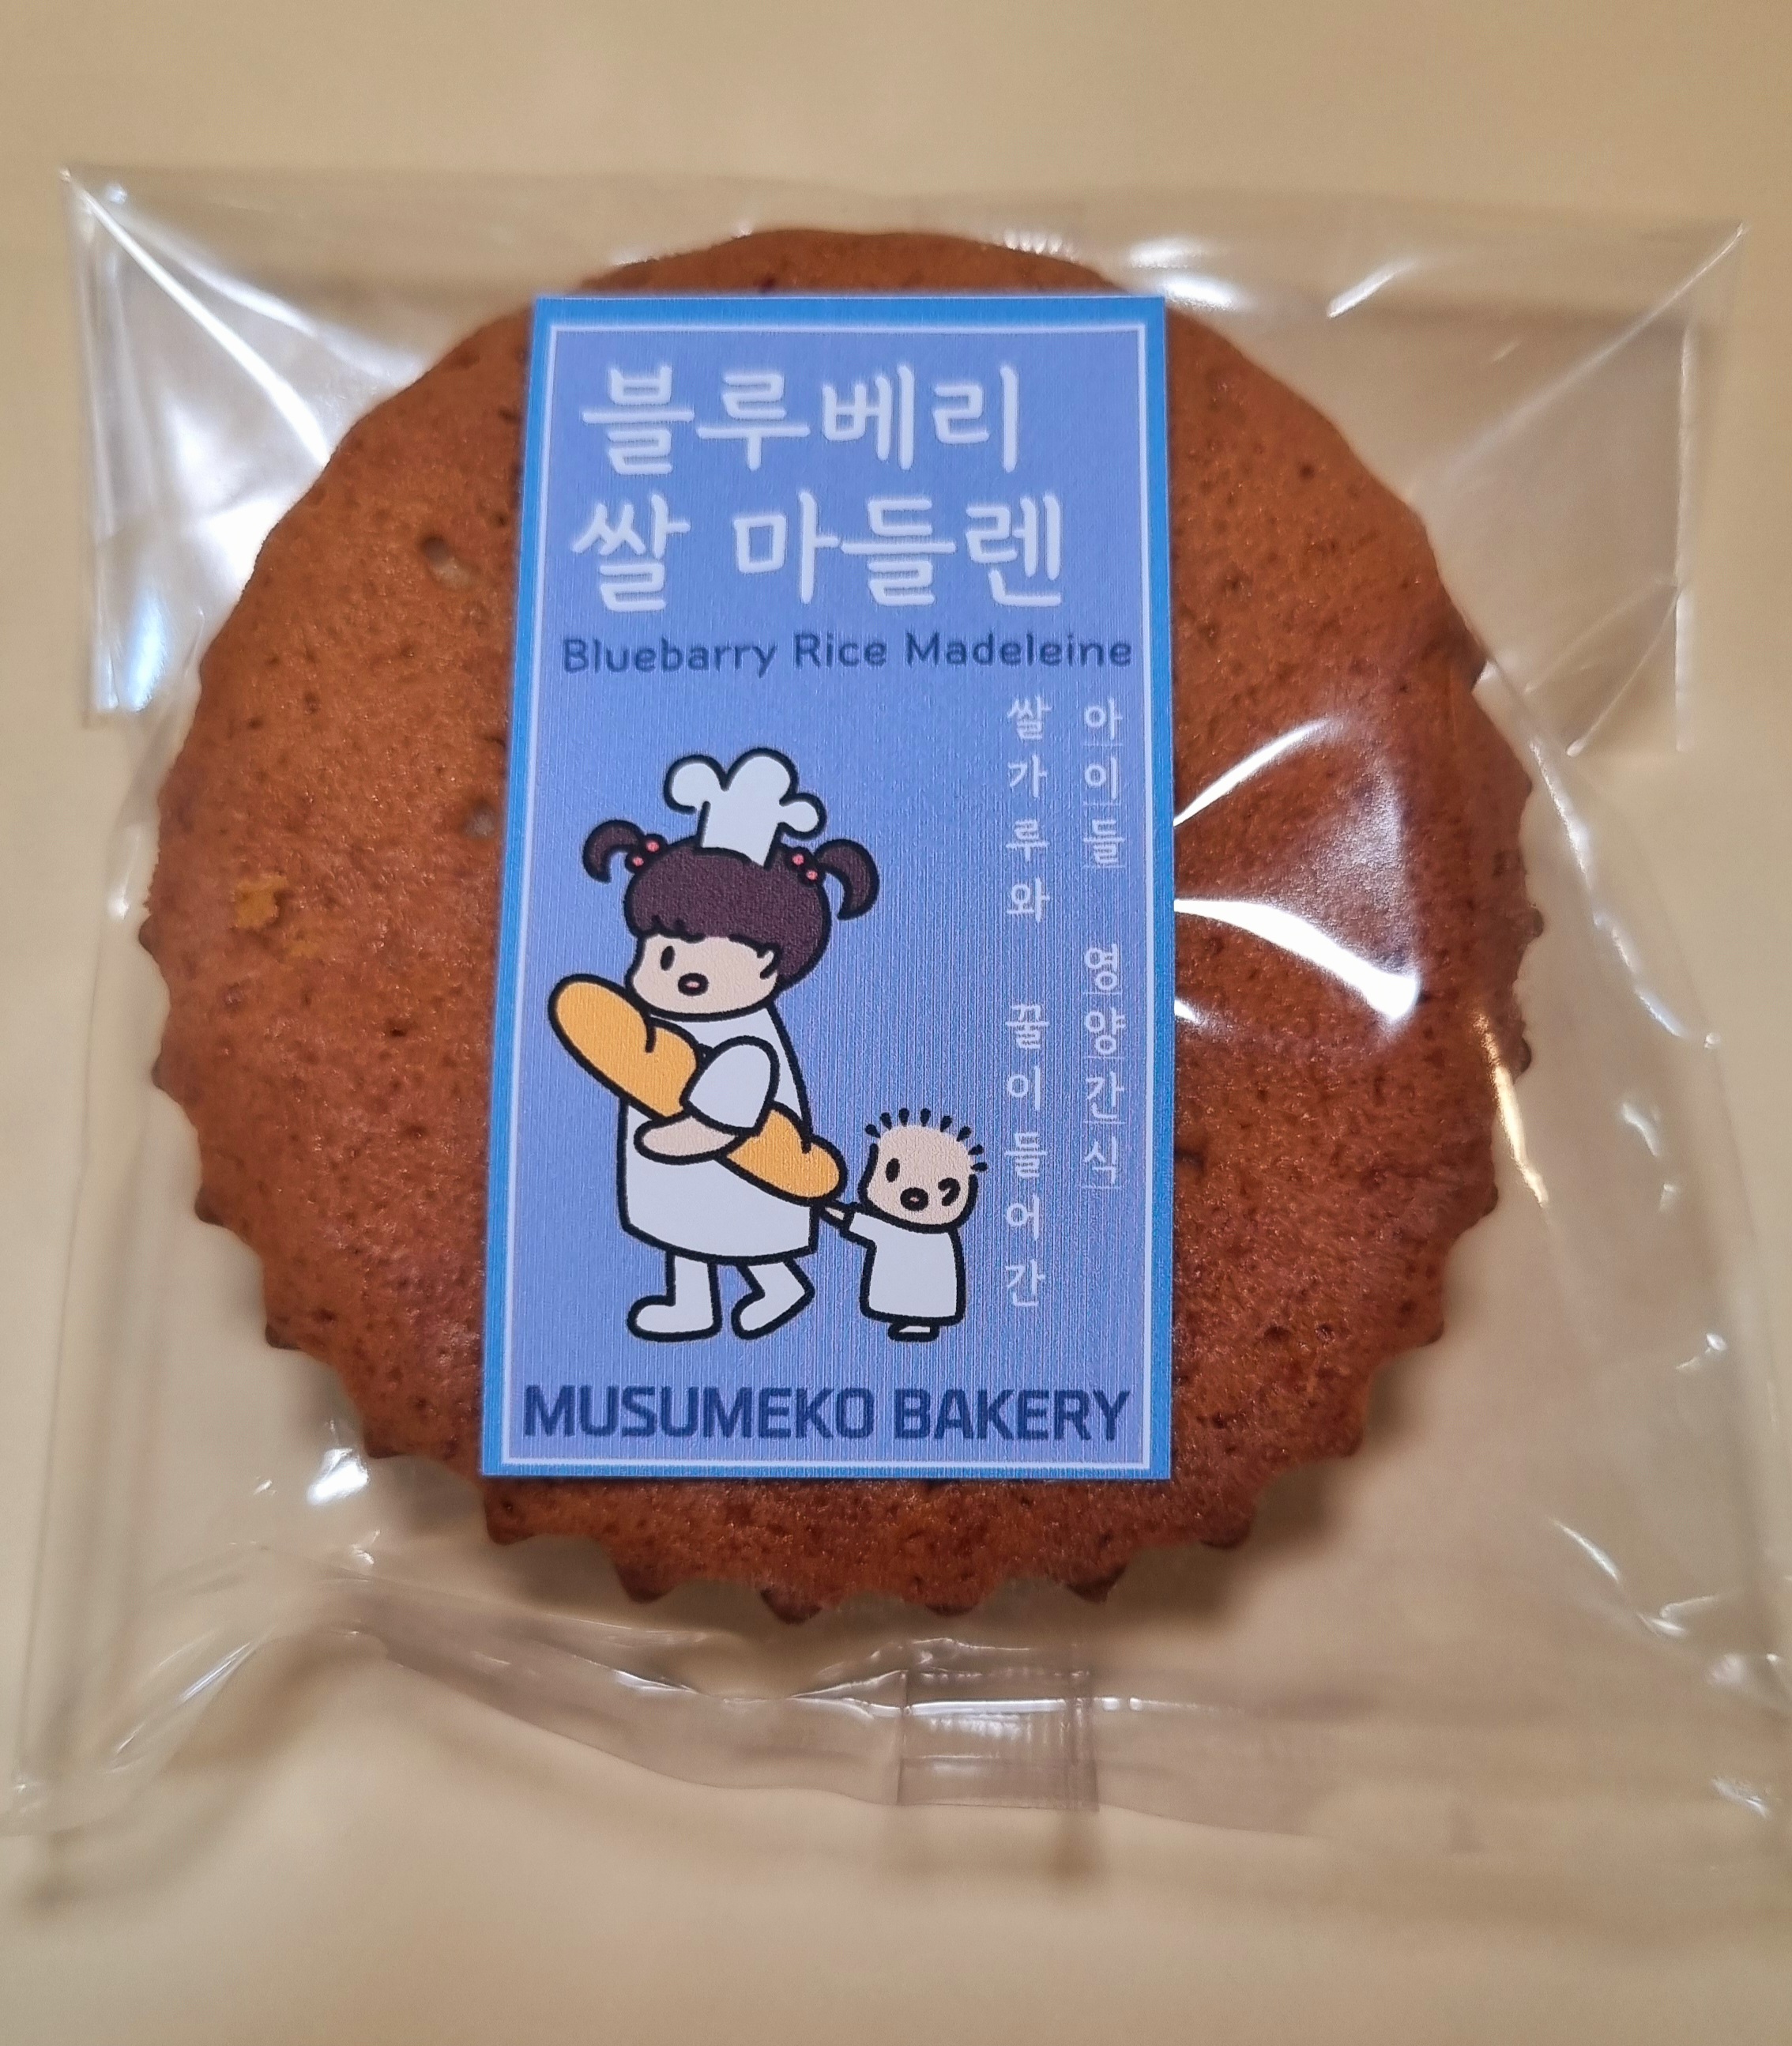 블루베리
쌀 마들렌
Bluebarry Rice Madeleine
쌀가루와 꿀이들어간
아이들 영양간식
MUSUMEKO BAKERY